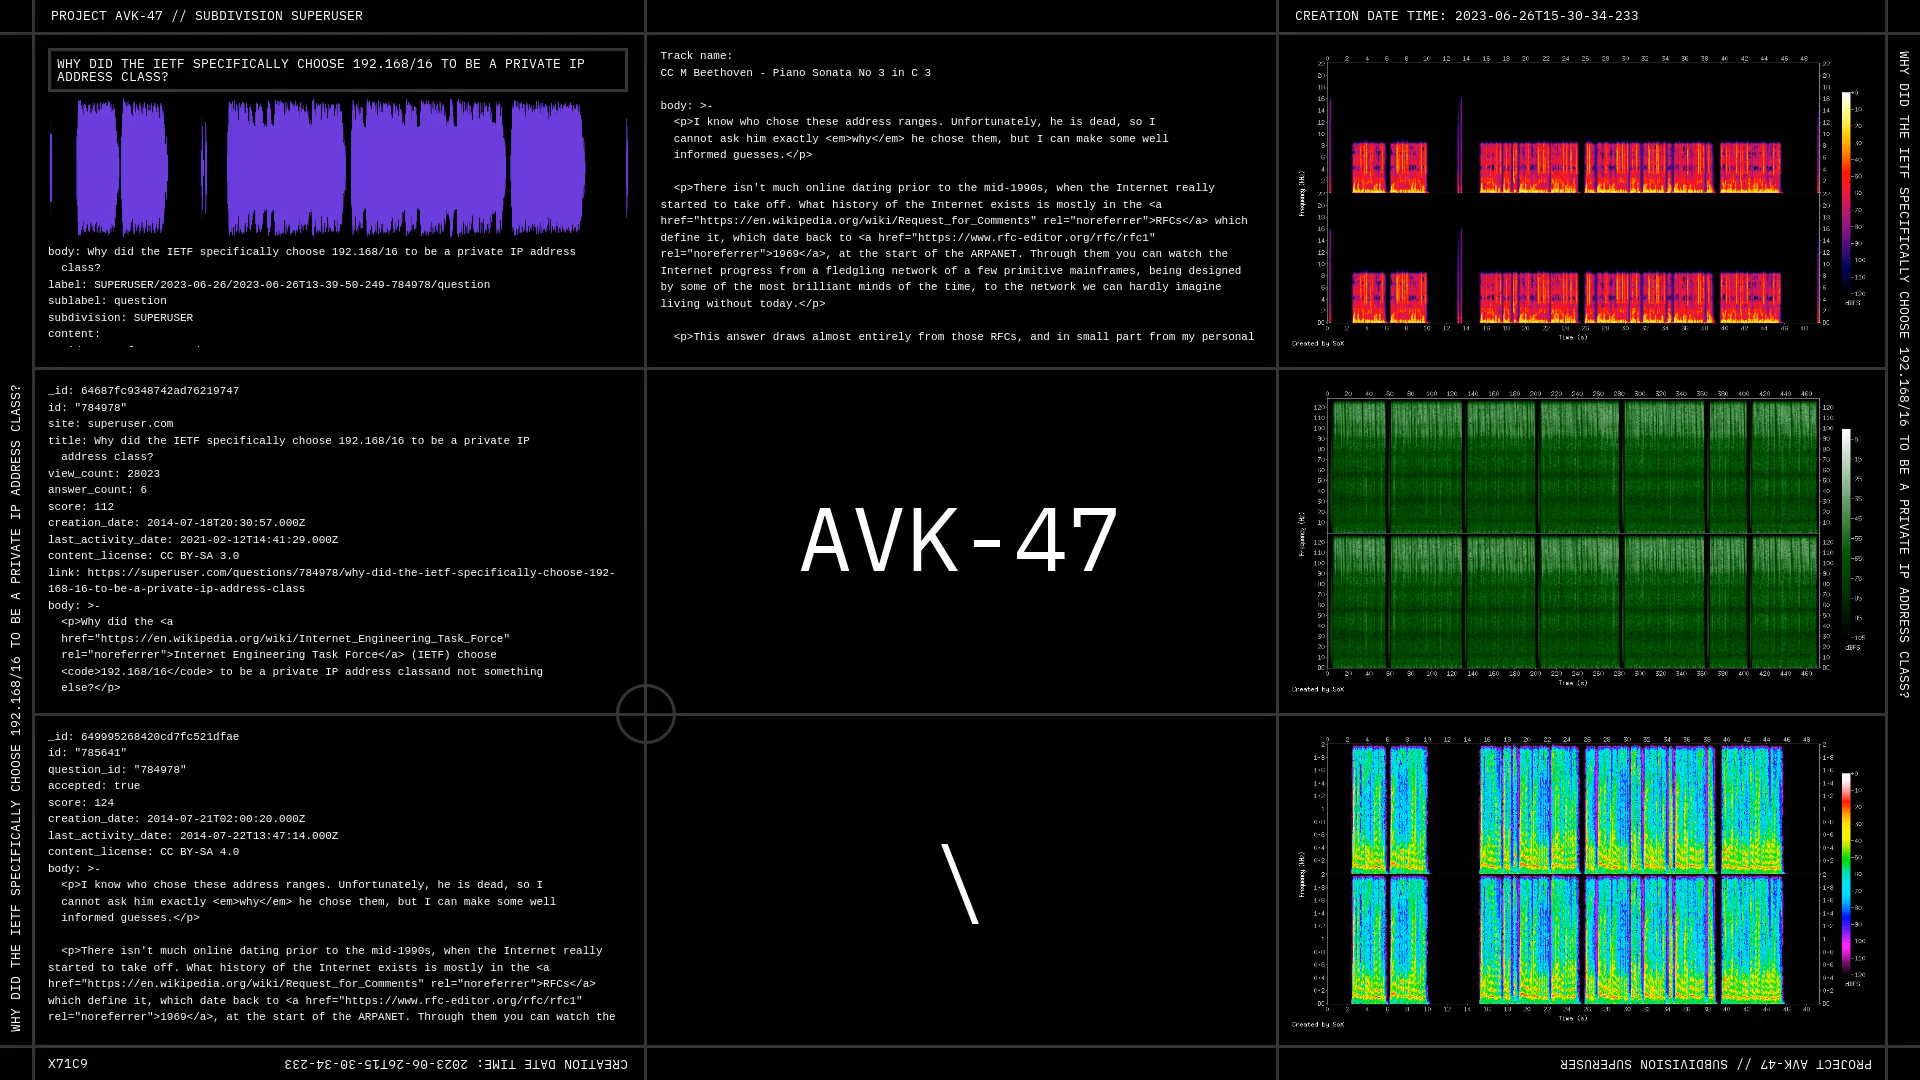 PROJECT AVK-47 // SUBDIVISION SUPERUSER
CREATION DATE TIME: 2023-06-26T15-30-34-233
WHY DID THE IETF SPECIFICALLY CHOOSE 192.168/16 TO BE A PRIVATE IP
ADDRESS CLASS?
body: Why did the IETF specifically choose 192.168/16 to be a private IP address
class?
label: SUPERUSER/2023-06-26/2023-06-26T13-39-50-249-784978/question
sublabel: question
subdivision: SUPERUSER
content:
Track name:
CC M Beethoven - Piano Sonata No 3 in C 3
body: >-
<p>I know who chose these address ranges. Unfortunately, he is dead, so I
cannot ask him exactly <em>why</em> he chose them, but I can make some well
informed guesses.</p>
<p>There isn't much online dating prior to the mid-1990s, when the Internet really
started to take off. What history of the Internet exists is mostly in the <a
href="https://en.wikipedia.org/wiki/Request_for_Comments" rel="noreferrer">RFCs</a> which
define it, which date back to <a href="https://www.rfc-editor.org/rfc/rfc1"
rel="noreferrer">1969</a>, at the start of the ARPANET. Through them you can watch the
Internet progress from a fledgling network of a few primitive mainframes, being designed
by some of the most brilliant minds of the time, to the network we can hardly imagine
living without today.</p>
<p>This answer draws almost entirely from those RFCs, and in small part from my personal
Frequency (kHz)
Time (s)
dBFS
Created by SoX
_id: 64687fc9348742ad76219747
id: "784978"
site: superuser.com
title: Why did the IETF specifically choose 192.168/16 to be a private IP
address class?
view_count: 28023
answer_count: 6
score: 112
creation_date: 2014-07-18T20:30:57.000Z
last_activity_date: 2021-02-12T14:41:29.000Z
content_license: CC BY-SA 3.0
link: https://superuser.com/questions/784978/why-did-the-ietf-specifically-choose-192-
168-16-to-be-a-private-ip-address-class
body: >-
<p>Why did the <a
href="https://en.wikipedia.org/wiki/Internet_Engineering_Task_Force"
rel="noreferrer">Internet Engineering Task Force</a> (IETF) choose
<code>192.168/16</code> to be a private IP address classand not something
else?</p>
AVK-47
Frequency (Hz)
Time (s)
dBFS
Created by SoX
_id: 649995268420cd7fc521dfae
id: "785641"
question_id: "784978"
accepted: true
score: 124
creation_date: 2014-07-21T02:00:20.000Z
last_activity_date: 2014-07-22T13:47:14.000Z
content_license: CC BY-SA 4.0
body: >-
<p>I know who chose these address ranges. Unfortunately, he is dead, so I
cannot ask him exactly <em>why</em> he chose them, but I can make some well
informed guesses.</p>
<p>There isn't much online dating prior to the mid-1990s, when the Internet really
started to take off. What history of the Internet exists is mostly in the <a
href="https://en.wikipedia.org/wiki/Request_for_Comments" rel="noreferrer">RFCs</a>
which define it, which date back to <a href="https://www.rfc-editor.org/rfc/rfc1"
rel="noreferrer">1969</a>, at the start of the ARPANET. Through them you can watch the
\
Frequency (kHz)
Time (s)
dBFS
Created by SoX
WHY DID THE IETF SPECIFICALLY CHOOSE 192.168/16 TO BE A PRIVATE IP ADDRESS CLASS?
WHY DID THE IETF SPECIFICALLY CHOOSE 192.168/16 TO BE A PRIVATE IP ADDRESS CLASS?
X71C9
CREATION DATE TIME: 2023-06-26T15-30-34-233
PROJECT AVK-47 // SUBDIVISION SUPERUSER